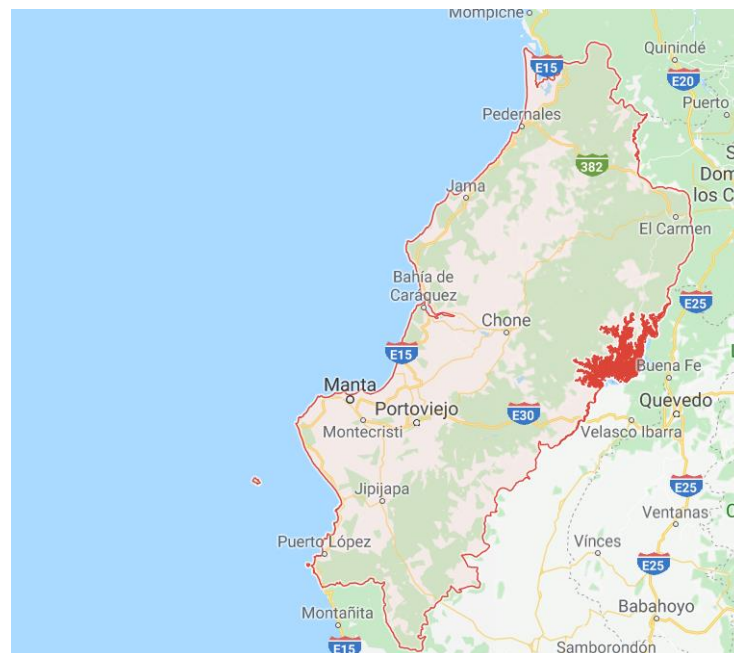 Mompiche
Quinindé
E15
E20
Puerto
Pedernales
382
Dom
los C
Jama
El Carmen
Bahía de
Caráquez
E25
Chone
E15
Buena Fe
Manta
Portoviejo
E30
Quevedo
Montecristi
Velasco Ibarra
E25
Jipijapa
Ventanas
Puerto López
Vínces
E25
Montañita
Babahoyo
E15
Samborondón